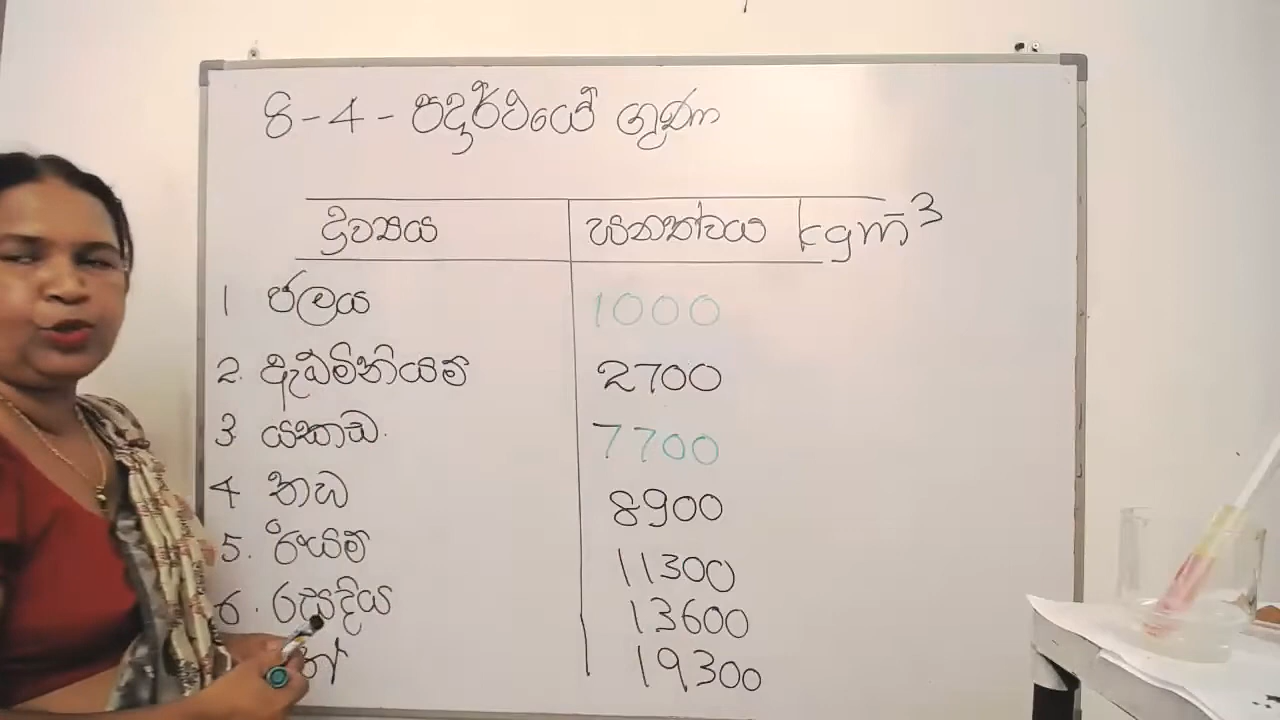 8-4 - පදාර්ථයේ ගුණ
ද්‍රව්‍යය ඝනත්වය kgm⁻³
1 ජලය 1000
2. ඇලුමිනියම් 2700
3 යකඩ. 7700
4 තඹ 8900
5. ඊයම් 11300
6. රසදිය 13600
19300